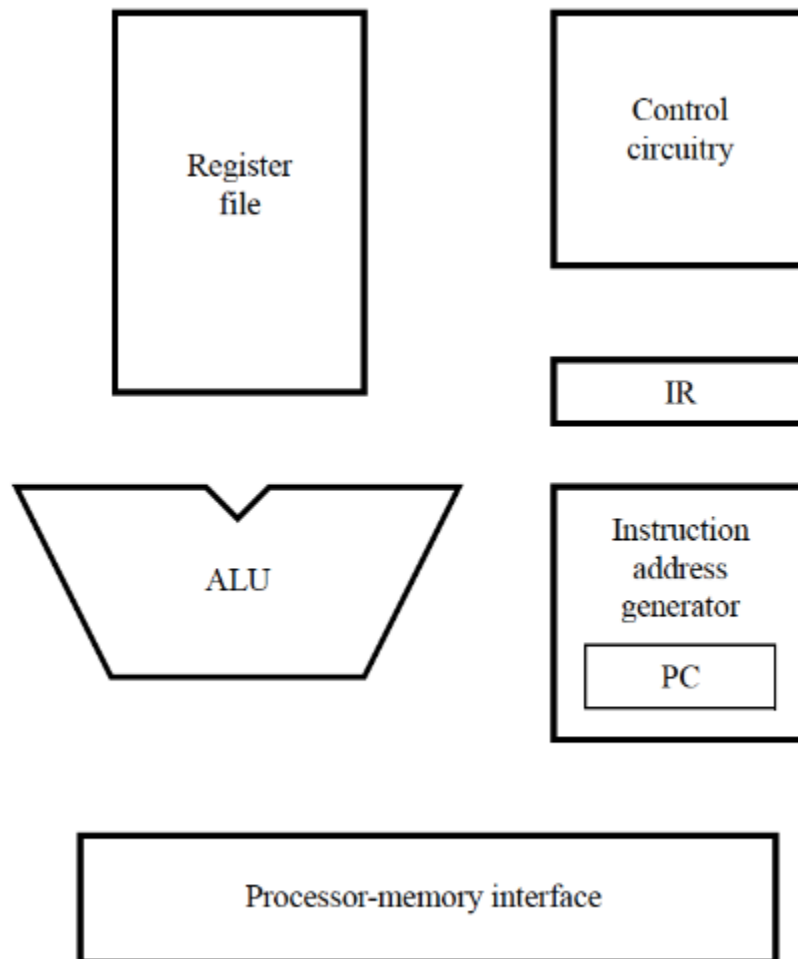 Register
file
Control
circuitry
IR
ALU
Instruction
address
generator
PC
Processor-memory interface